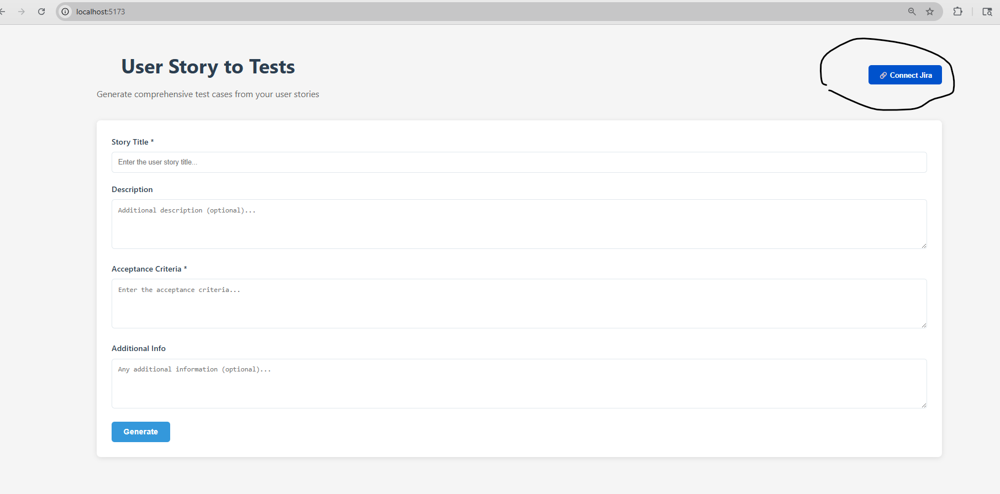 localhost:5173
User Story to Tests
Connect Jira
Generate comprehensive test cases from your user stories
Story Title *
Enter the user story title...
Description
Additional description (optional)...
Acceptance Criteria *
Enter the acceptance criteria...
Additional Info
Any additional information (optional)...
Generate